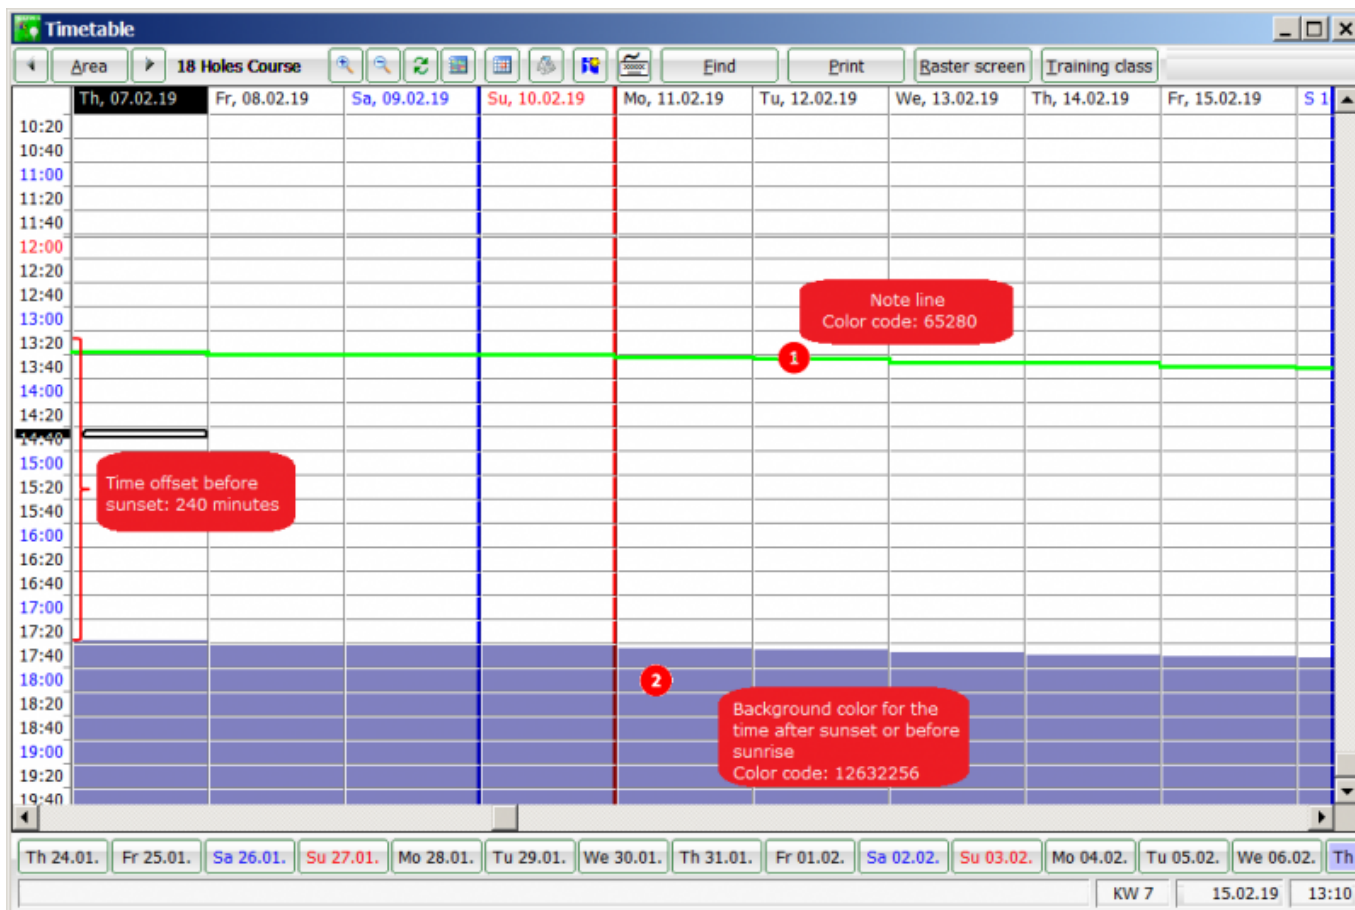 Timetable
Area 18 Holes Course Find Print Raster screen Training class
Th, 07.02.19 Fr, 08.02.19 Sa, 09.02.19 Su, 10.02.19 Mo, 11.02.19 Tu, 12.02.19 We, 13.02.19 Th, 14.02.19 Fr, 15.02.19 S 1
10:20
10:40
11:00
11:20
11:40
12:00
12:20
12:40
13:00
13:20
13:40
14:00
14:20
14:40
15:00
15:20
15:40
16:00
16:20
16:40
17:00
17:20
17:40
18:00
18:20
18:40
19:00
19:20
19:40
Note line
Color code: 65280
1
Time offset before
sunset: 240 minutes
2
Background color for the
time after sunset or before
sunrise
Color code: 12632256
Th 24.01. Fr 25.01. Sa 26.01. Su 27.01. Mo 28.01. Tu 29.01. We 30.01. Th 31.01. Fr 01.02. Sa 02.02. Su 03.02. Mo 04.02. Tu 05.02. We 06.02. Th
KW 7 15.02.19 13:10